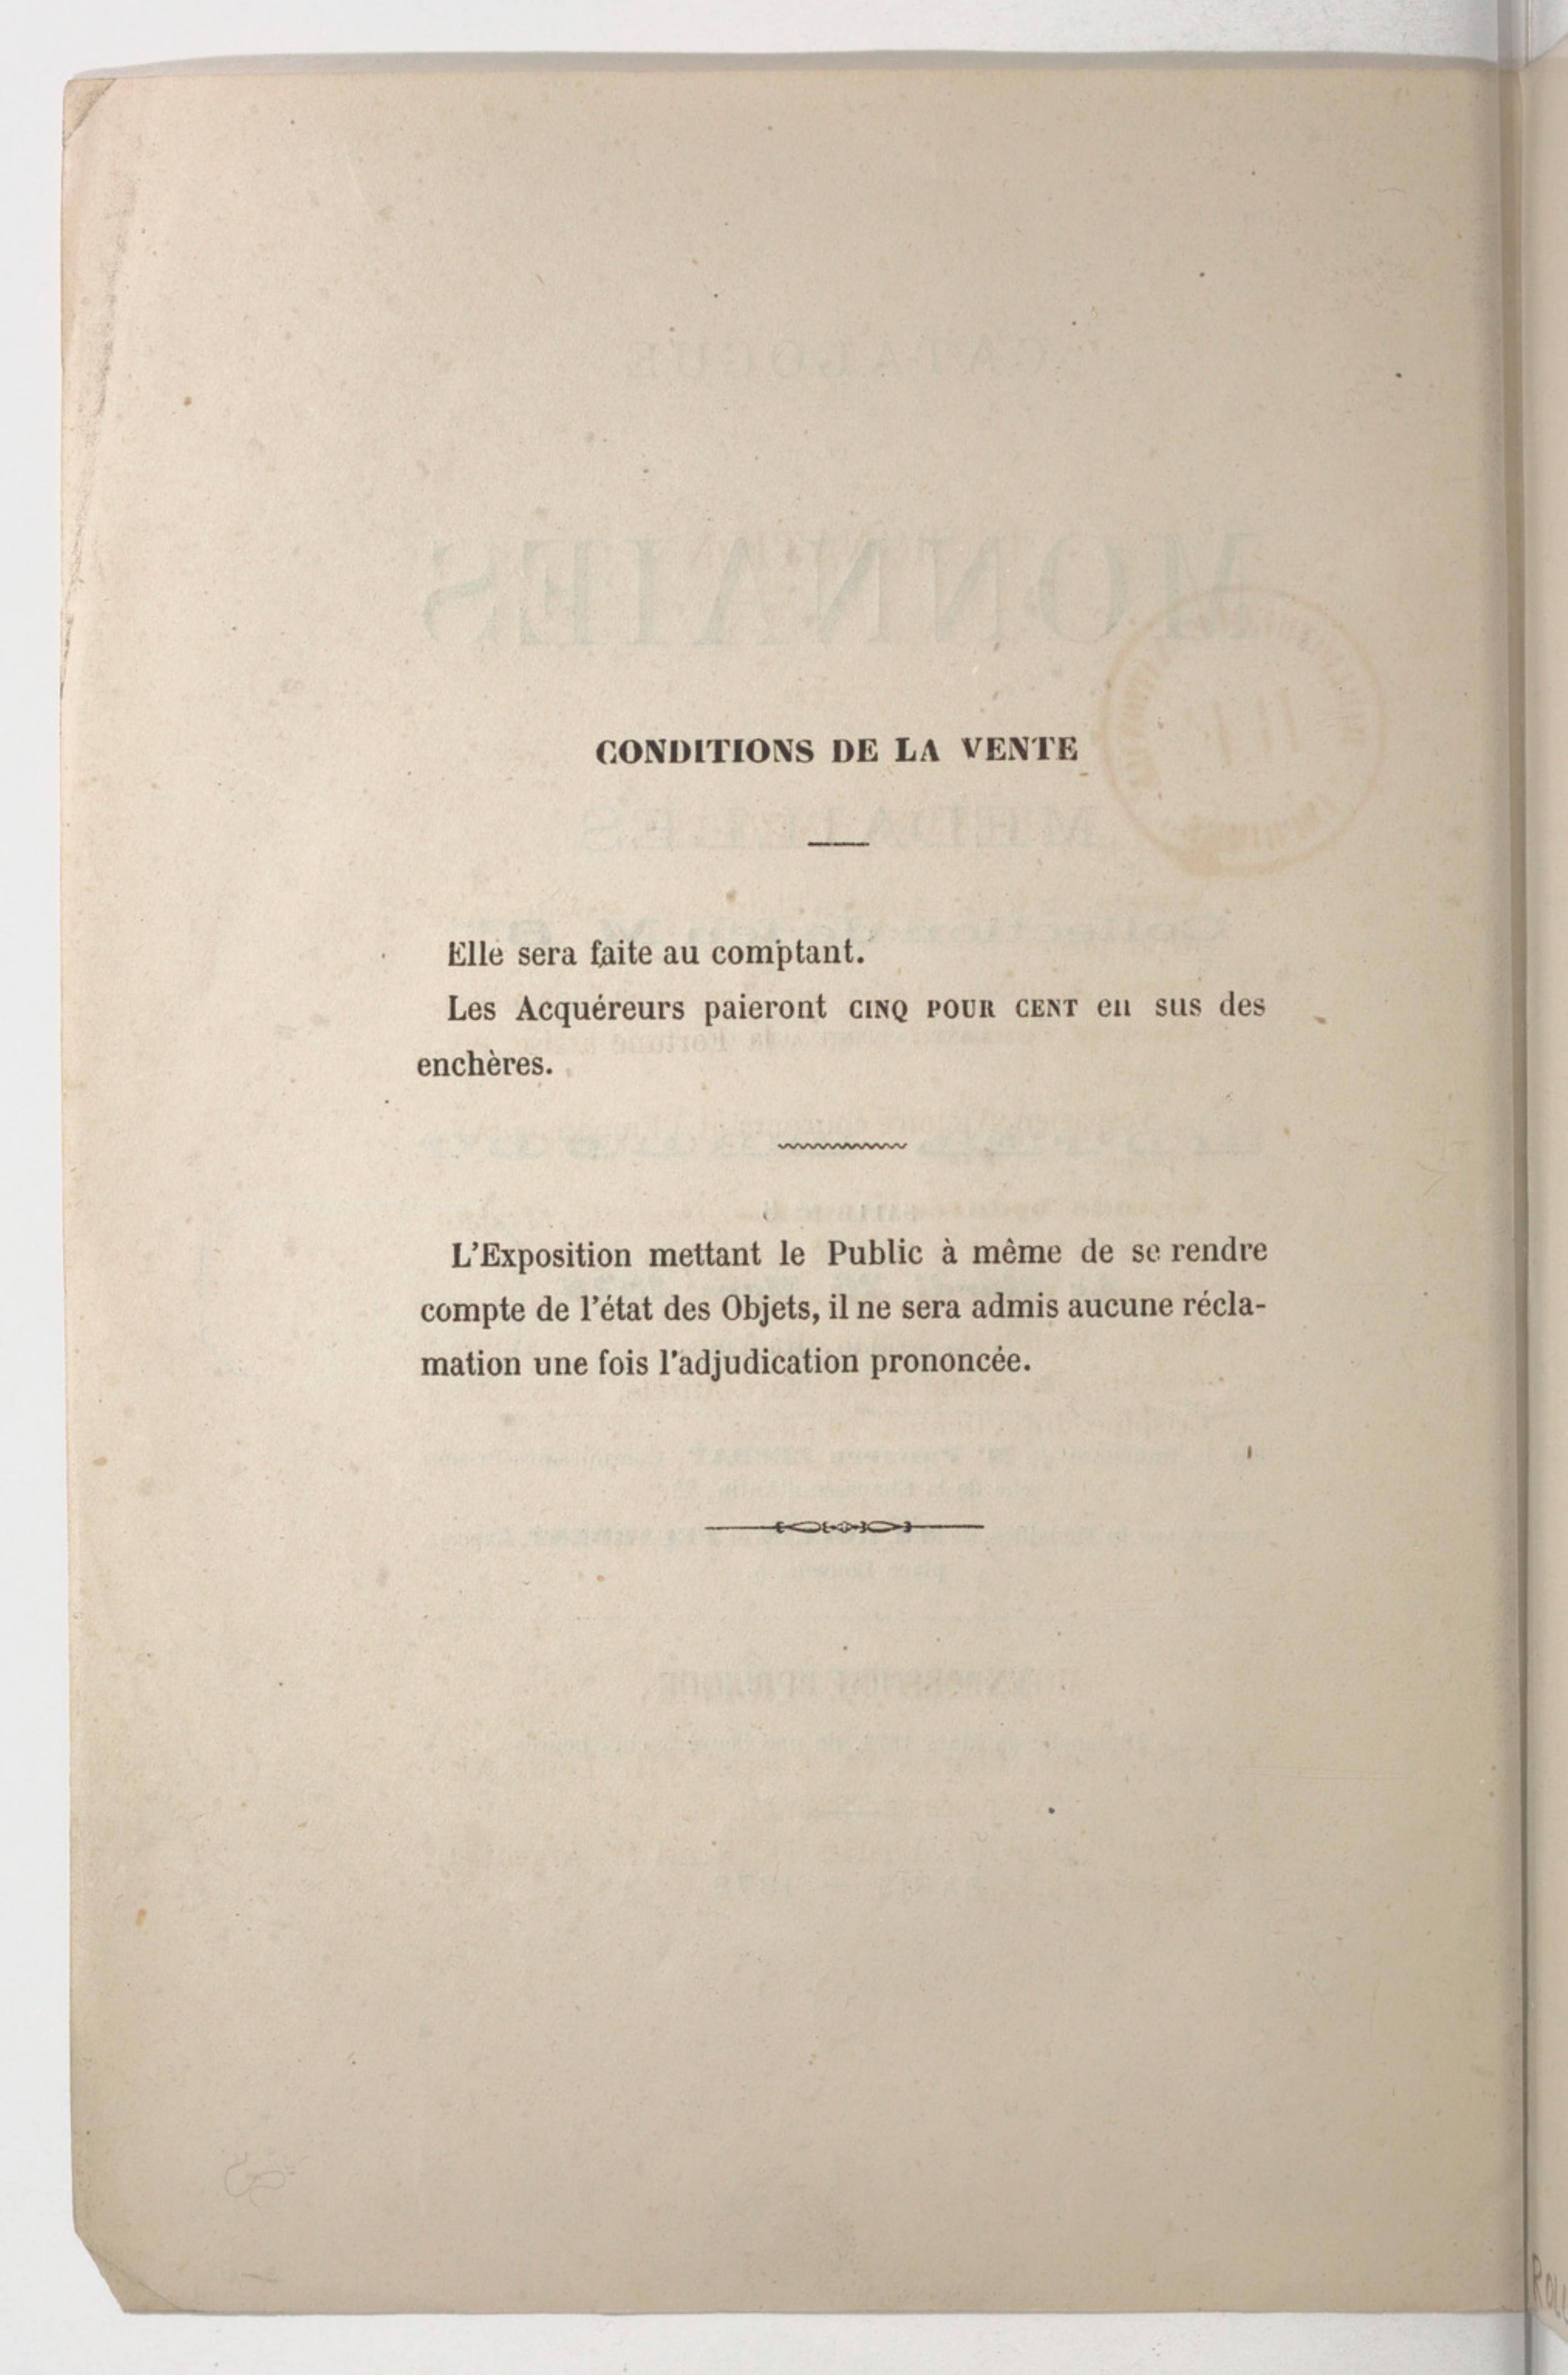 CONDITIONS DE LA VENTE
Elle sera faite au comptant.
Les Acquéreurs paieront CINQ POUR CENT en sus des
enchères.
L'Exposition mettant le Public à même de se rendre
compte de l'état des Objets, il ne sera admis aucune récla-
mation une fois l'adjudication prononcée.